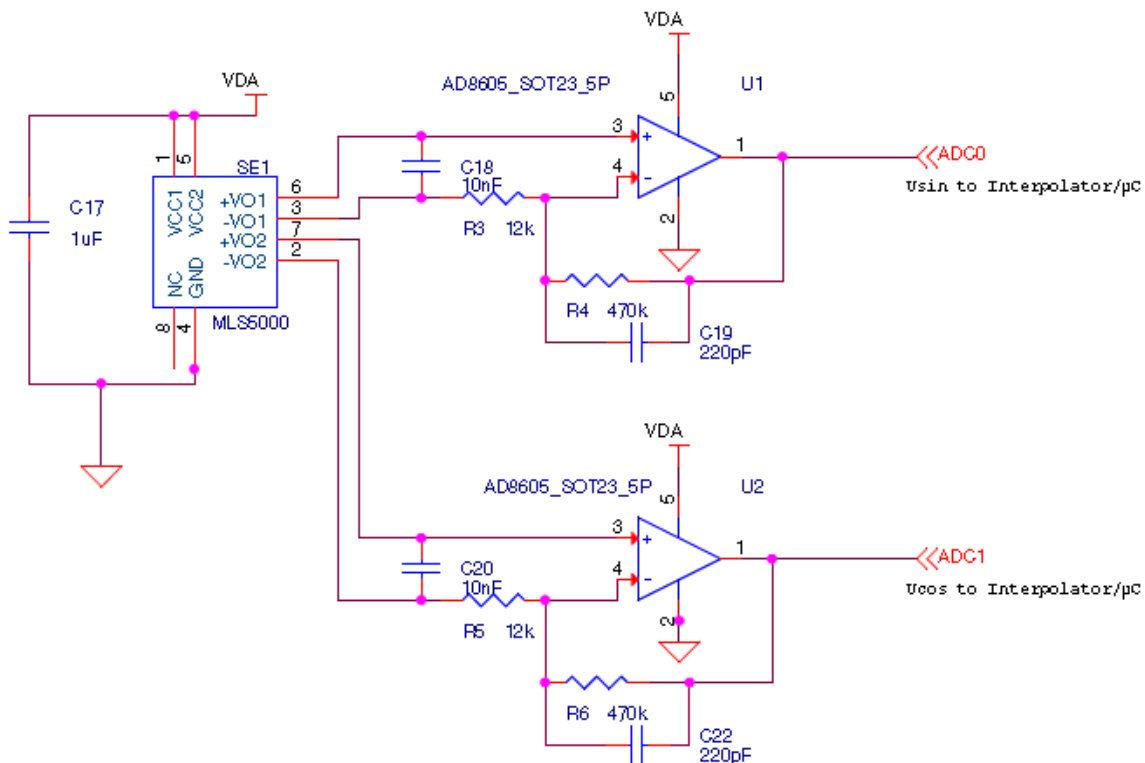 VDA
AD8605_SOT23_5P
U1
VDA
5
3
+
1
ADC0
4
-
2
Usin to Interpolator/µC
C18
10nF
R3 12k
R4 470k
C19
220pF
1
5
SE1
VCC1
VCC2
+VO1
-VO1
+VO2
-VO2
6
3
7
2
NC
GND
MLS5000
8
4
C17
1uF
VDA
AD8605_SOT23_5P
U2
5
3
+
1
ADC1
4
-
2
Ucos to Interpolator/µC
C20
10nF
R5 12k
R6 470k
C22
220pF